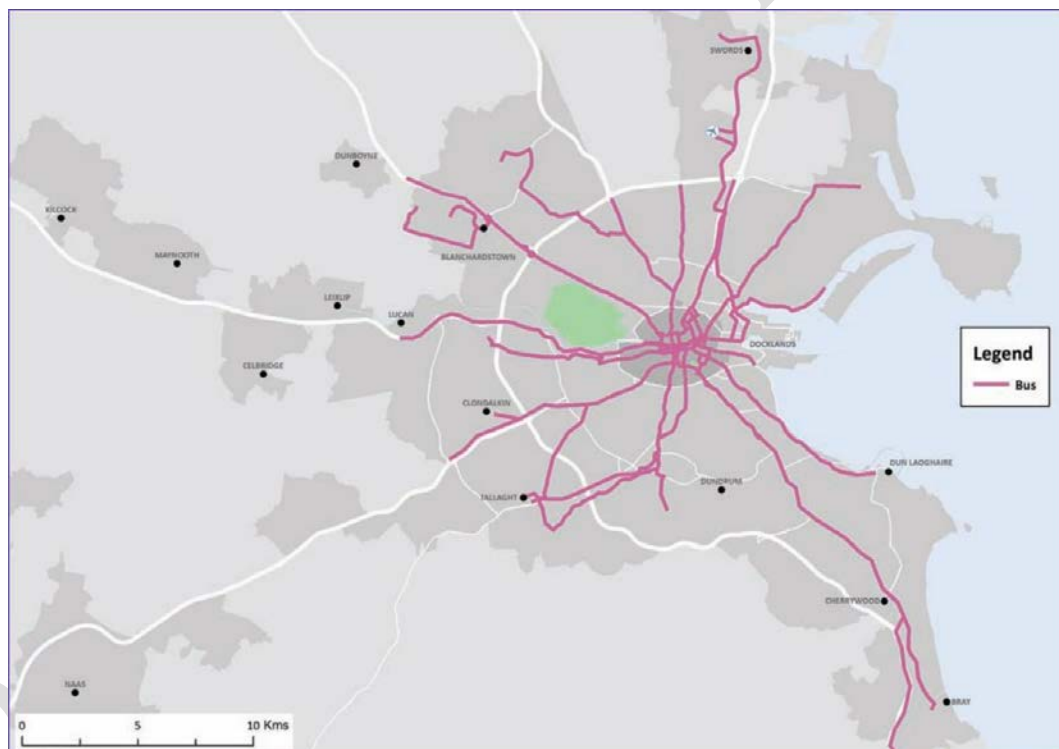 SWORDS
DUNBOYNE
KILCOCK
BLANCHARDSTOWN
MAYNOOTH
LEIXLIP
LUCAN
DOCKLANDS
CELBRIDGE
Legend
Bus
CLONDALKIN
DUN LAOGHAIRE
TALLAGHT
DUNDRUM
CHERRYWOOD
NAAS
BRAY
0 5 10 Kms